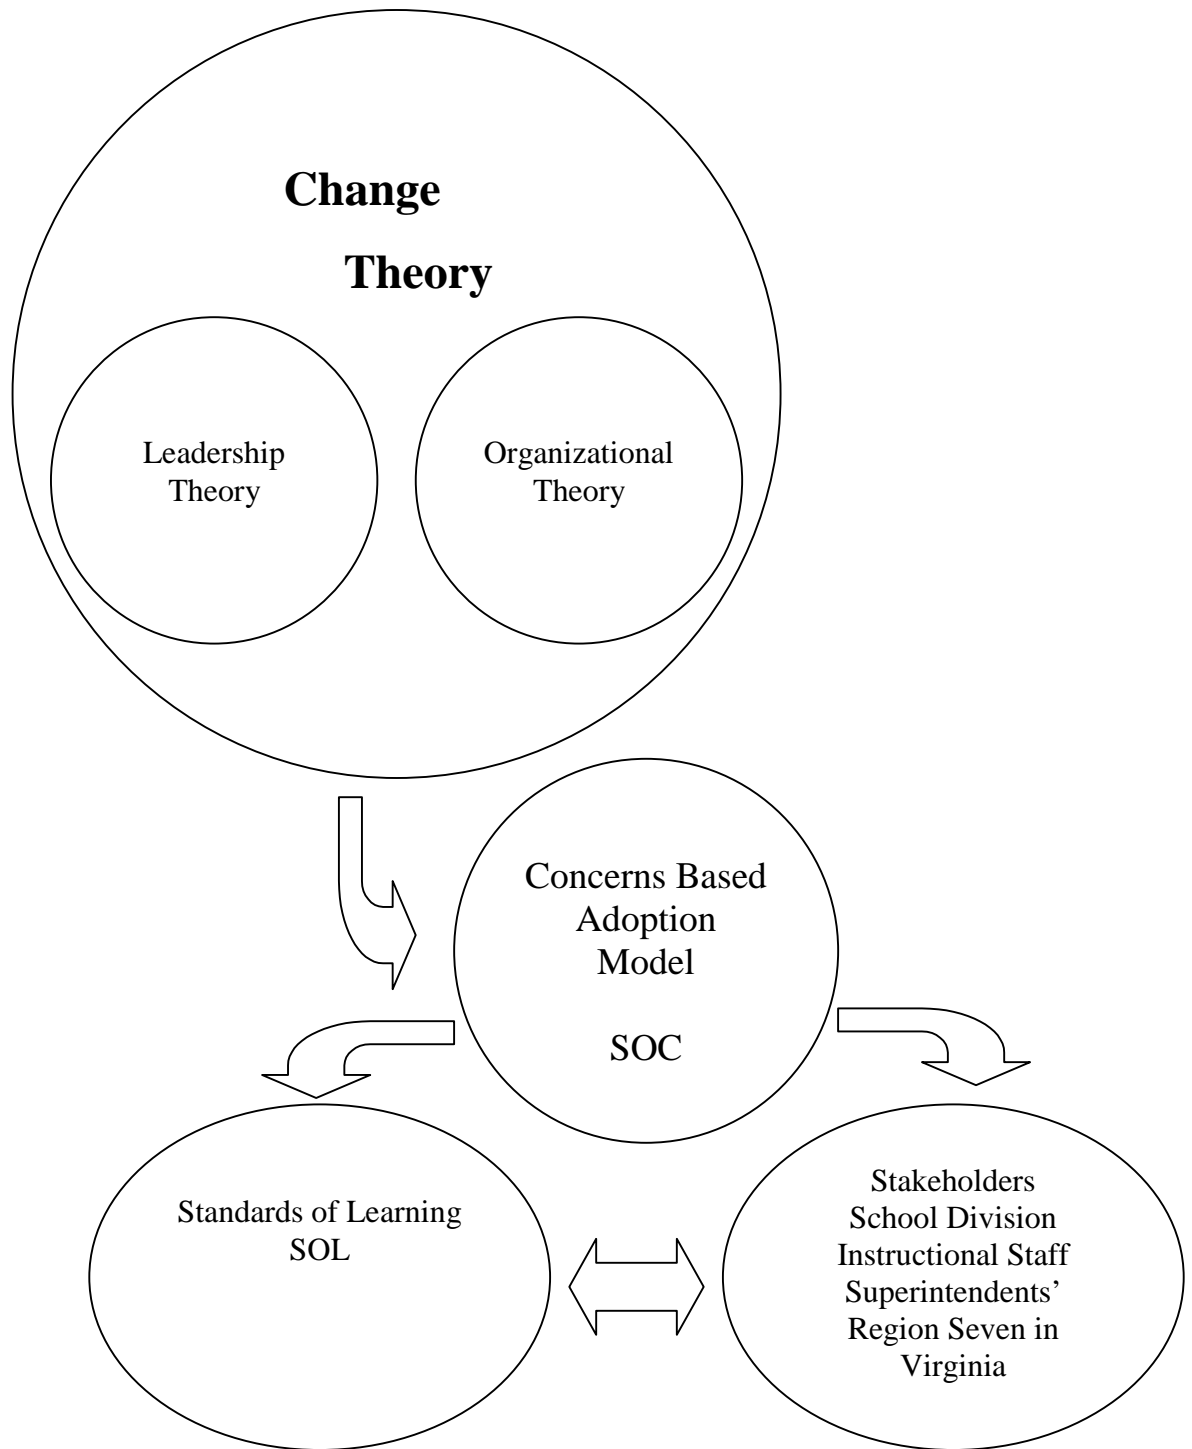 Change
Theory
Leadership
Theory
Organizational
Theory
Concerns Based
Adoption
Model
SOC
Standards of Learning
SOL
Stakeholders
School Division
Instructional Staff
Superintendents’
Region Seven in
Virginia